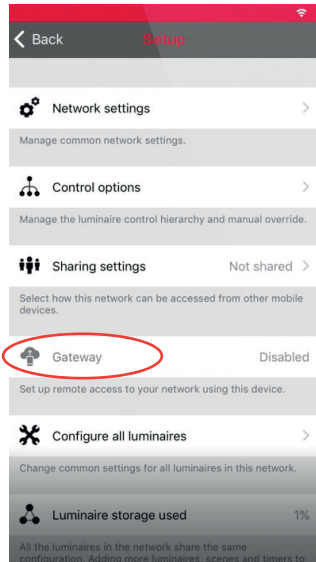 Back
Setup
Network settings
Manage common network settings.
Control options
Manage the luminaire control hierarchy and manual override.
Sharing settings Not shared
Select how this network can be accessed from other mobile
devices.
Gateway Disabled
Set up remote access to your network using this device.
Configure all luminaires
Change common settings for all luminaires in this network.
Luminaire storage used 1%
All the luminaires in the network share the same
configuration. Adding more luminaires, scenes and timers to